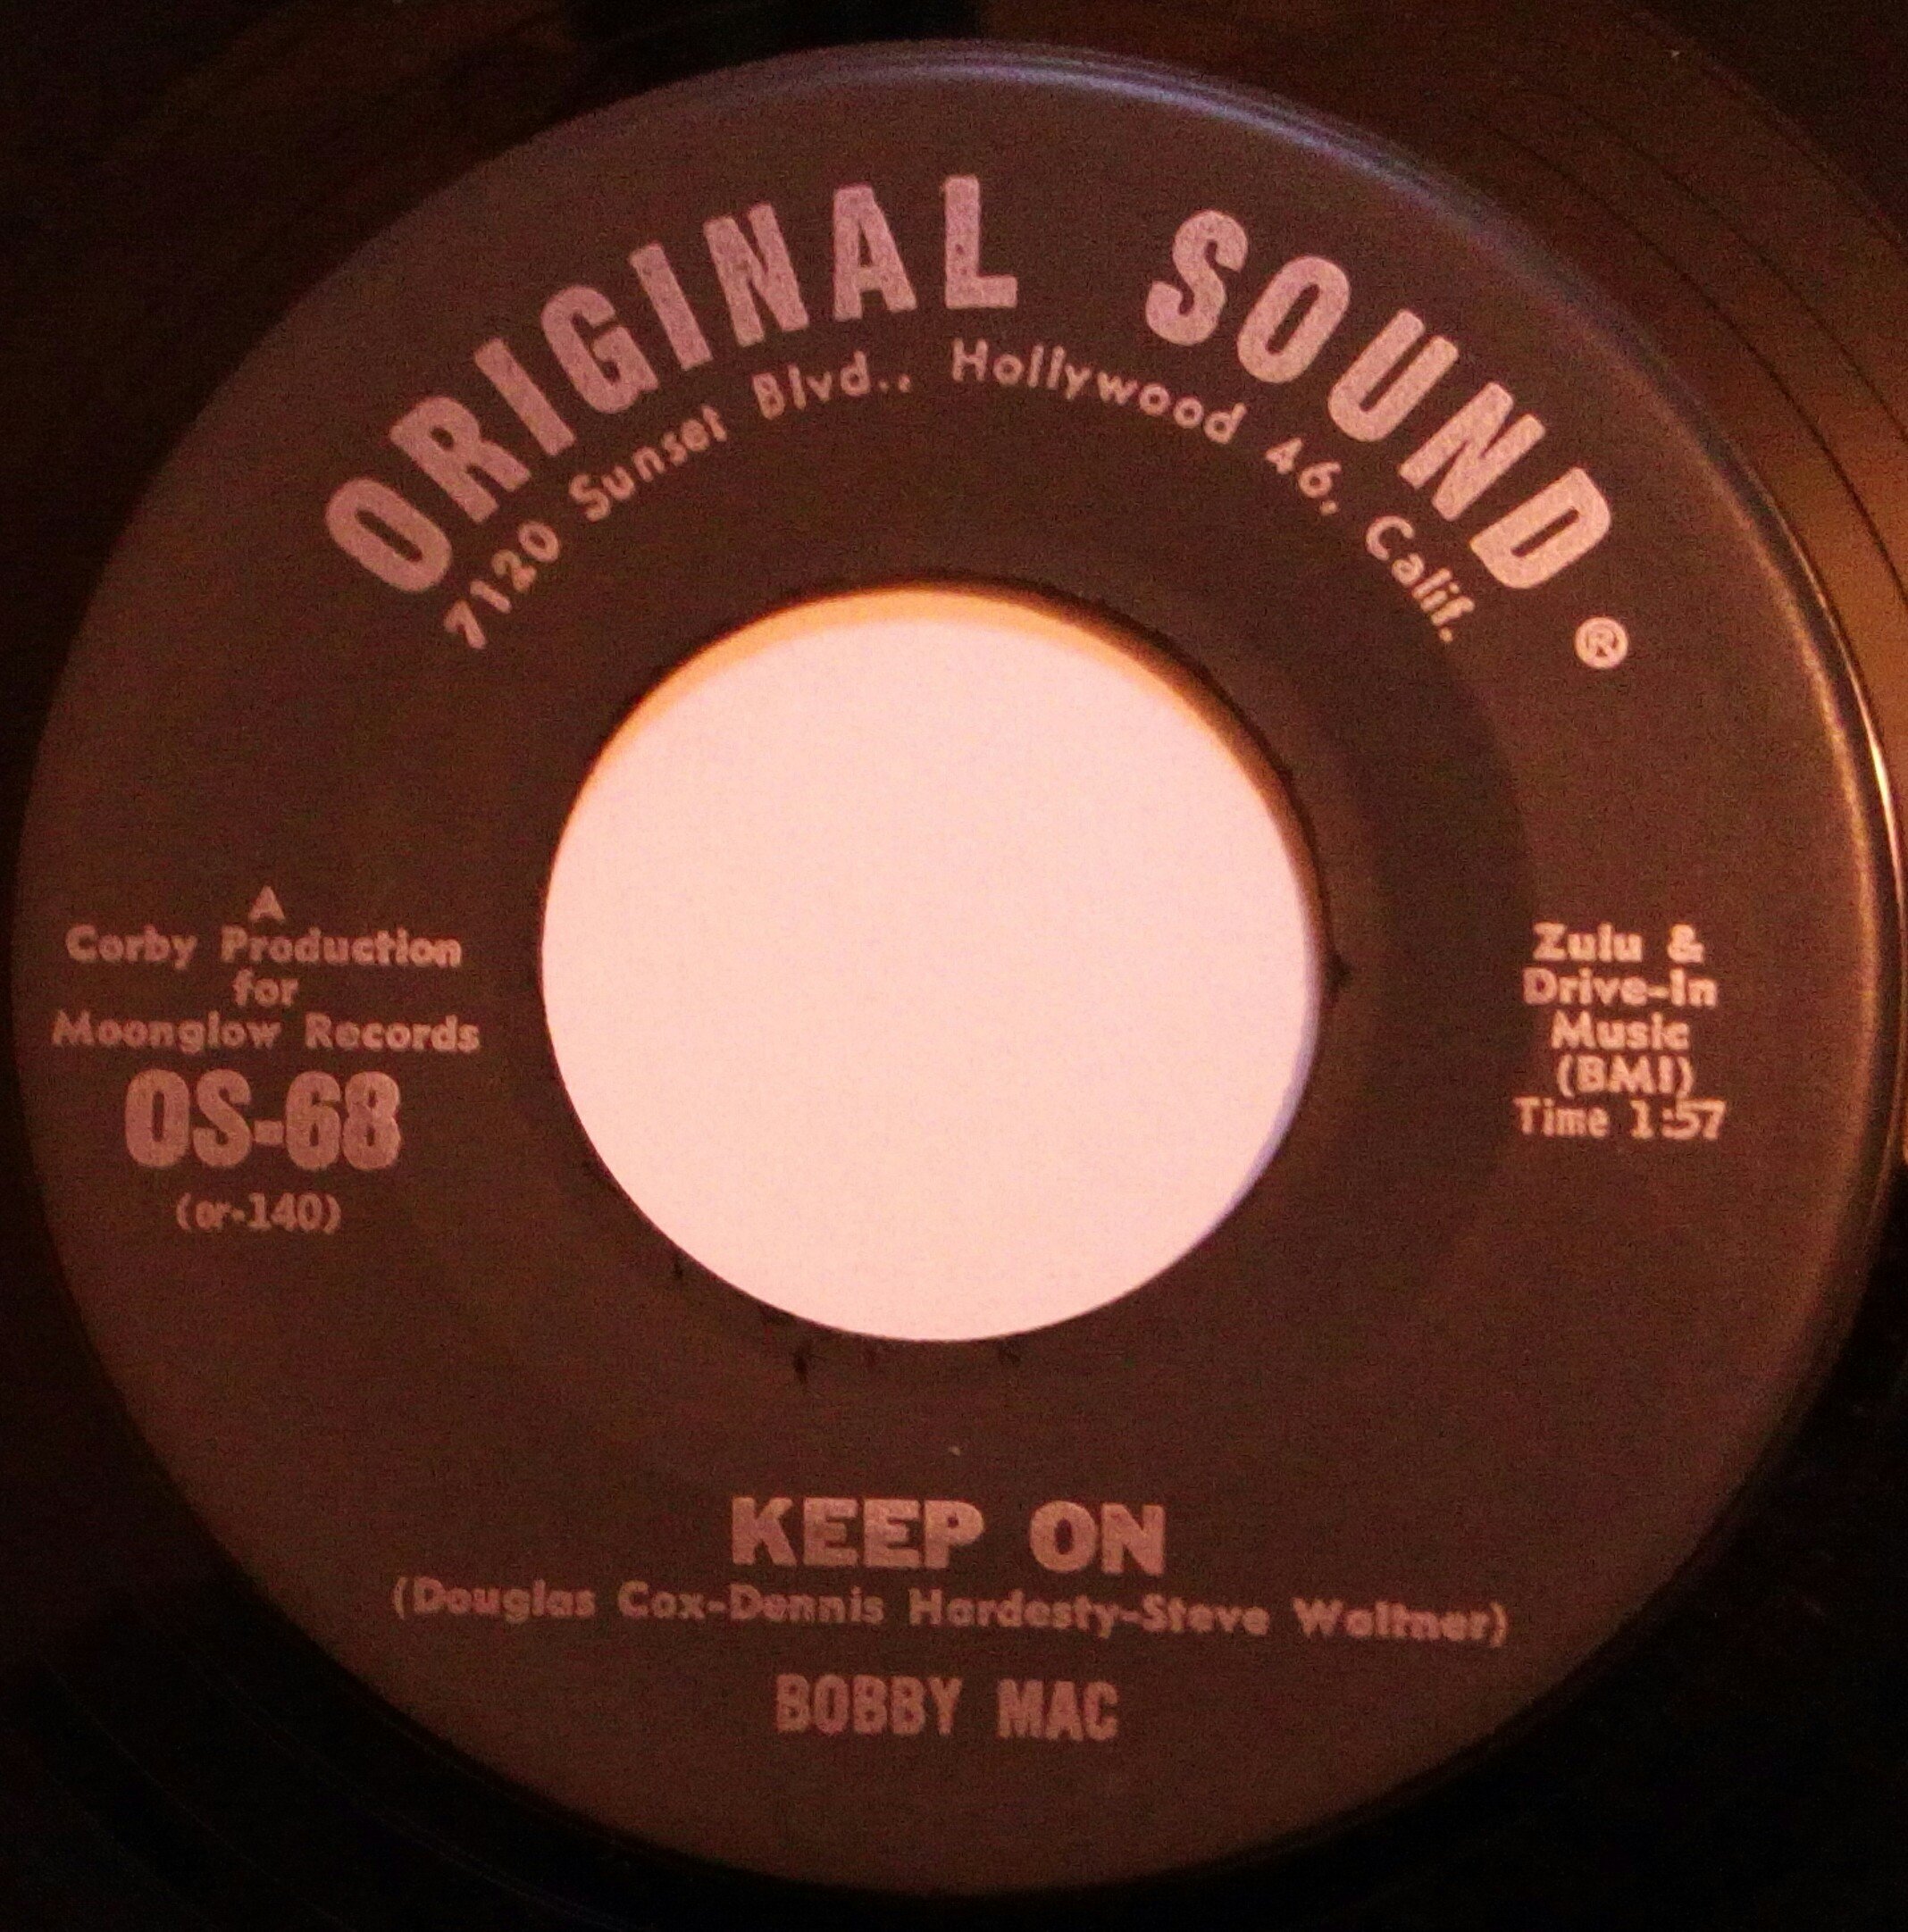 ORIGINAL SOUND ®
7120 Sunset Blvd.. Hollywood 46, Calif.
A
Corby Production
for
Moonglow Records
OS-68
(or-140)
Zulu &
Drive-In
Music
(BMI)
Time 1:57
KEEP ON
(Douglas Cox-Dennis Hardesty-Steve Waltner)
BOBBY MAC